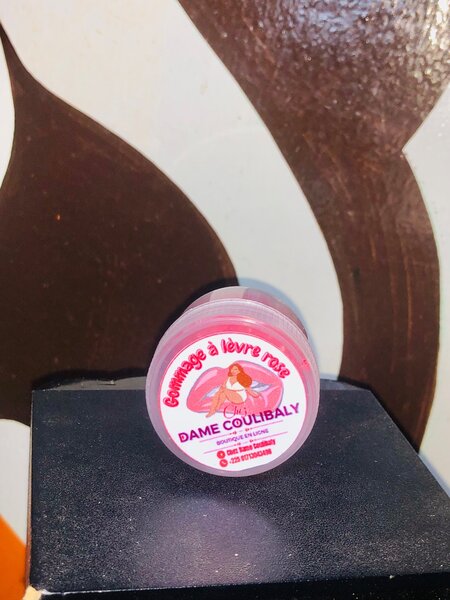 Gommage à lèvre rose
Chez
DAME COULIBALY
BOUTIQUE EN LIGNE
Chez Dame Coulibaly